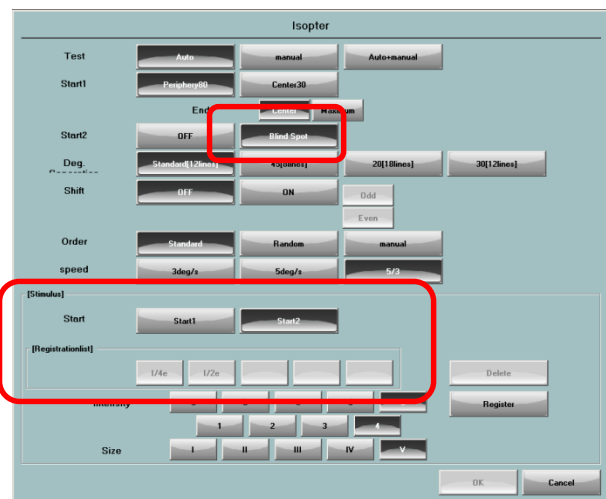 Isopter
Test Auto manual Auto+manual
Start1 Periphery80 Center30
End Center Maximum
Start2 OFF Blind Spot
Deg. Standard[12lines] 45[8lines] 20[18lines] 30[12lines]
Shift OFF ON Odd
Even
Order Standard Random manual
speed 3deg/s 5deg/s 5/3
[Stimulus]
Start Start1 Start2
[Registrationlist]
I/4e I/2e Delete
Intensity Register
1 2 3 4
Size I II III IV V
OK Cancel